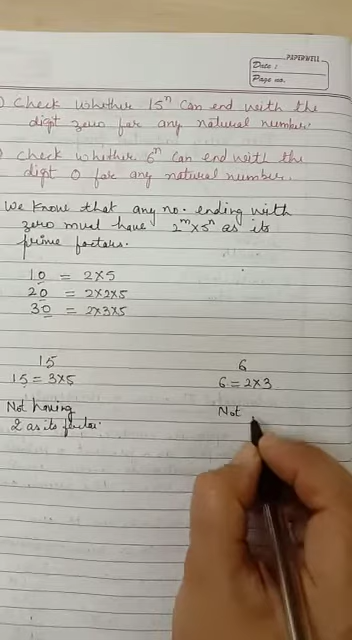 PAPERWELL
Date :
Page no.
) Check whether 15ⁿ can end with the
digit zero for any natural number.
) Check whether 6ⁿ can end with the
digit 0 for any natural number.
We know that any no. ending with
zero must have 2ᵐ×5ⁿ as its
prime factors.
10 = 2×5
20 = 2×2×5
30 = 2×3×5
15 6
15 = 3×5 6 = 2×3
Not having Not
2 as its factor.